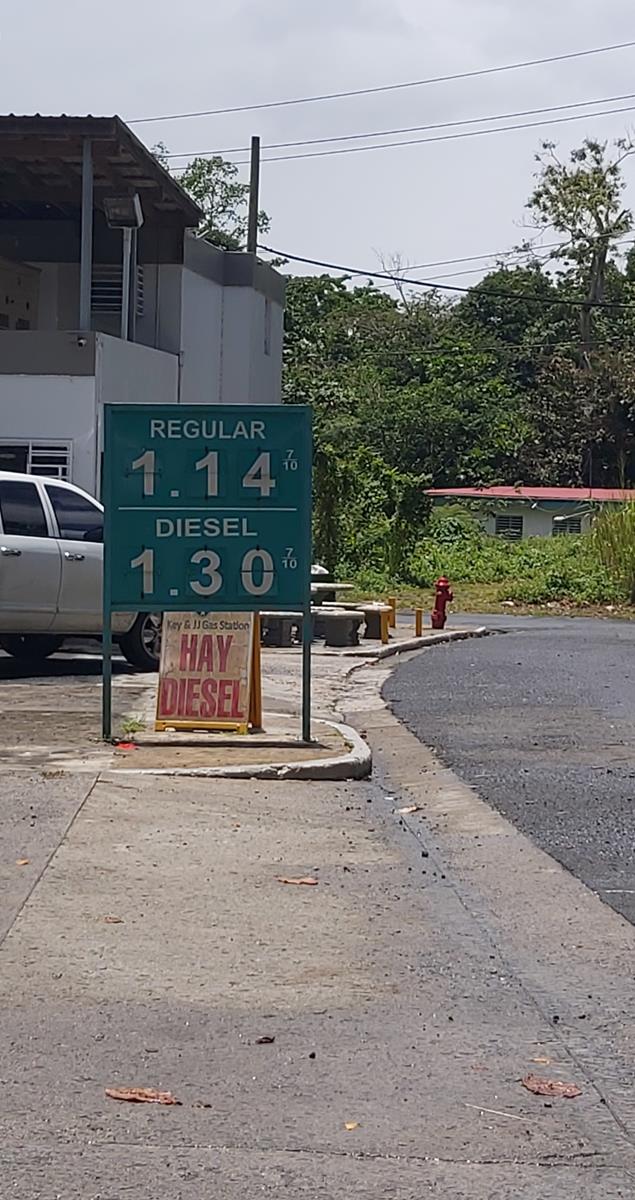 REGULAR
1.14 7/10
DIESEL
1.30 7/10
Key & JJ Gas Station
HAY
DIESEL